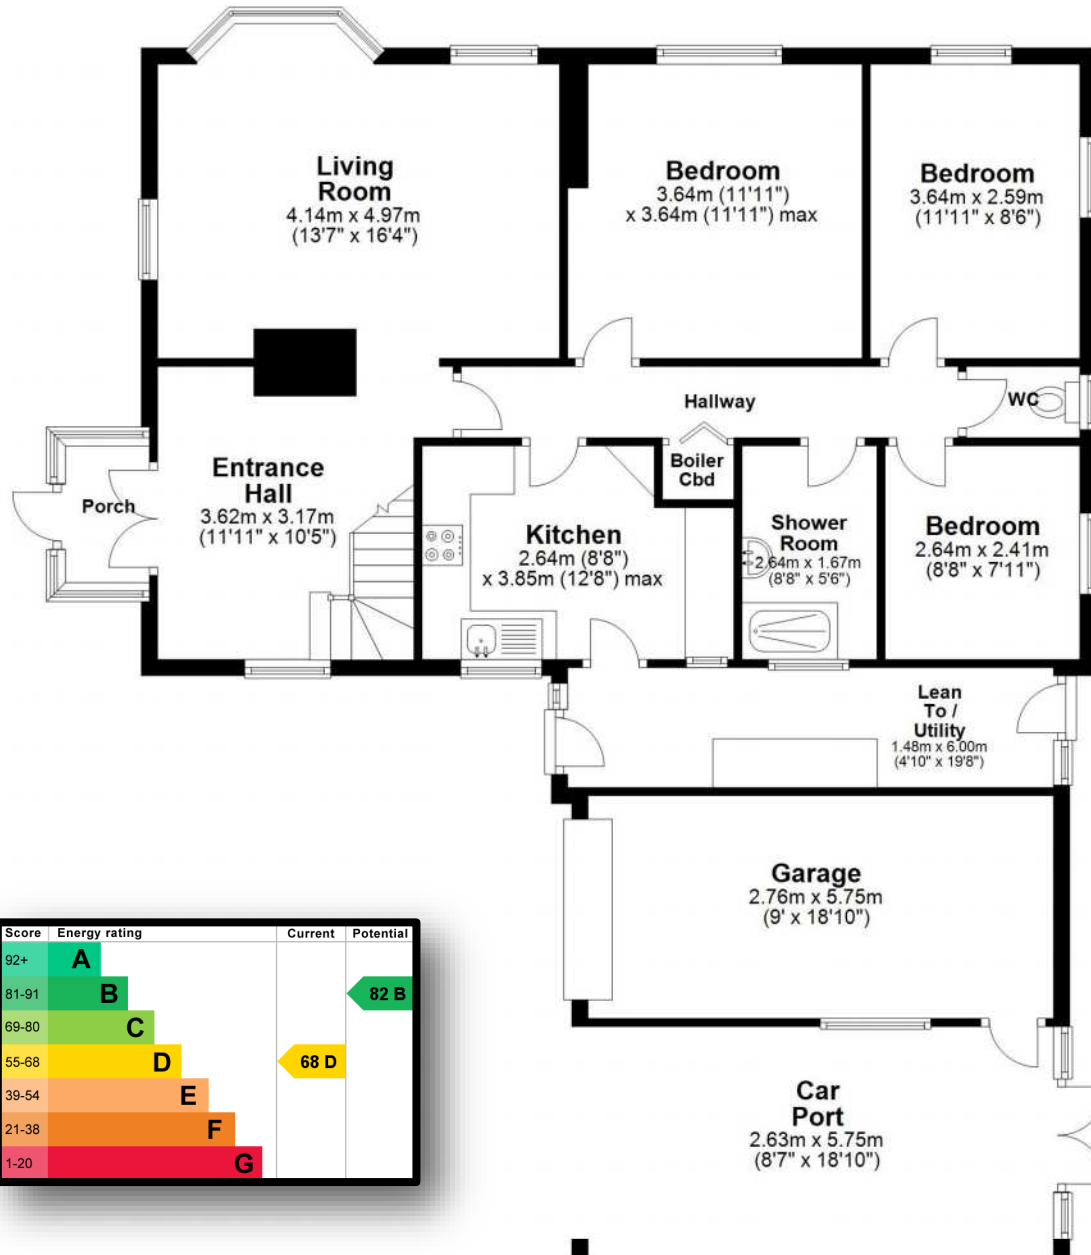 Living
Room
4.14m x 4.97m
(13'7" x 16'4")
Bedroom
3.64m (11'11")
x 3.64m (11'11") max
Bedroom
3.64m x 2.59m
(11'11" x 8'6")
Hallway
WC
Boiler
Cbd
Entrance
Hall
3.62m x 3.17m
(11'11" x 10'5")
Porch
Kitchen
2.64m (8'8")
x 3.85m (12'8") max
Shower
Room
2.64m x 1.67m
(8'8" x 5'6")
Bedroom
2.64m x 2.41m
(8'8" x 7'11")
Lean
To /
Utility
1.48m x 6.00m
(4'10" x 19'8")
Garage
2.76m x 5.75m
(9' x 18'10")
Car
Port
2.63m x 5.75m
(8'7" x 18'10")
Score Energy rating Current Potential
92+ A
81-91 B 82 B
69-80 C
55-68 D 68 D
39-54 E
21-38 F
1-20 G